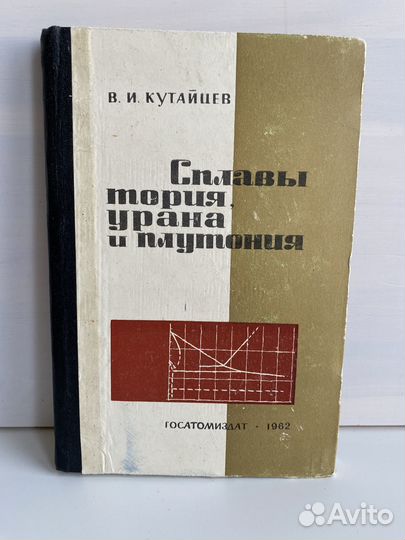 В. И. КУТАЙЦЕВ
Сплавы
тория,
урана
и плутония
ГОСАТОМИЗДАТ · 1962
Avito